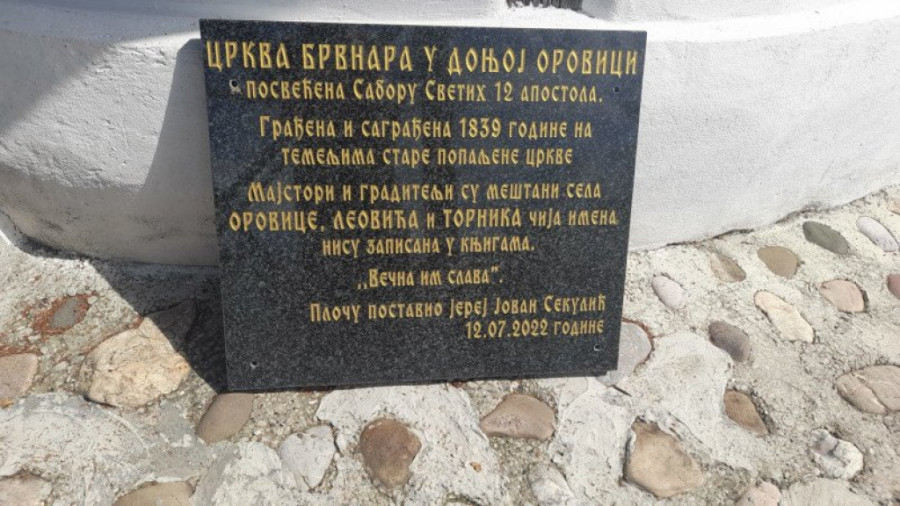 ЦРКВА БРВНАРА У ДОЊОЈ ОРОВИЦИ
посвећена Сабору Светих 12 апостола.
Грађена и саграђена 1839 године на
темељима старе попаљене цркве
Мајстори и градитељи су мештани села
ОРОВИЦЕ, ЛЕОВИЋА и ТОРНИКА чија имена
нису записана у књигама.
,,Вечна им слава".
Плочу поставио јереј Јован Секулић
12.07.2022 године